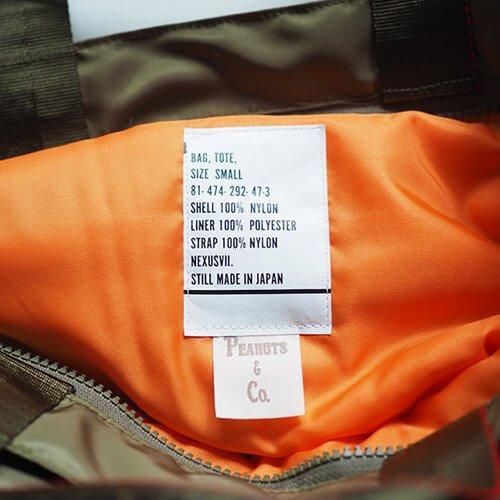 BAG, TOTE,
SIZE SMALL
81- 474- 292- 47-3
SHELL 100% NYLON
LINER 100% POLYESTER
STRAP 100% NYLON
NEXUSVII.
STILL MADE IN JAPAN
PEANUTS
&
Co.